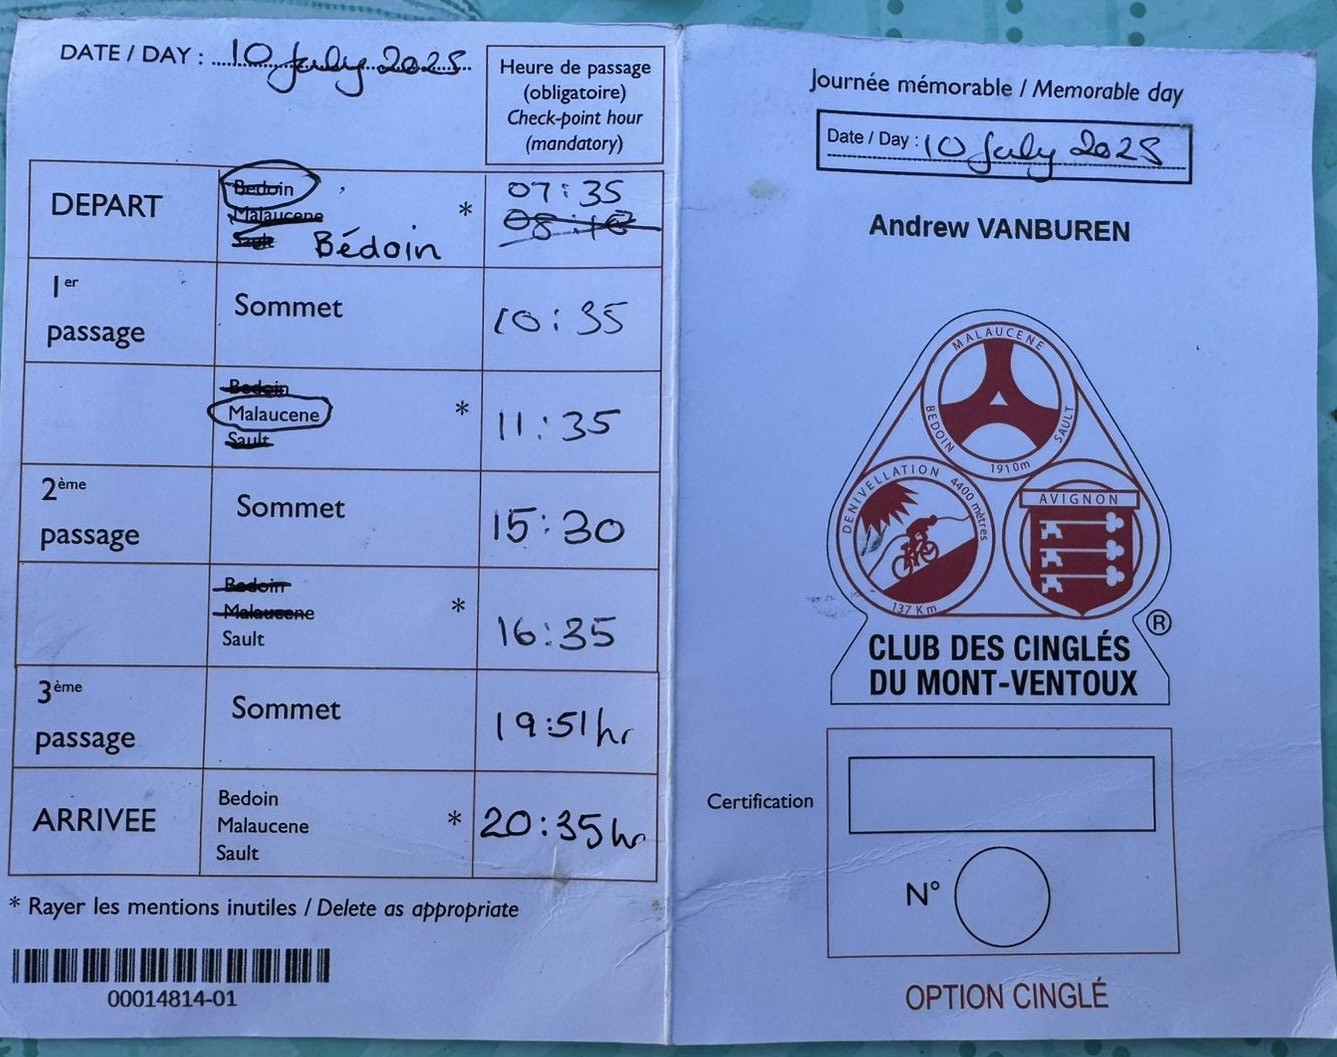 DATE / DAY : 10 July 2025
Heure de passage
(obligatoire)
Check-point hour
(mandatory)
DEPART
Bedoin
Malaucene
Sault
Bédoin
*
07:35
08:10
1er
passage
Sommet
10:35
Bedoin
Malaucene
Sault
*
11:35
2ème
passage
Sommet
15:30
Bedoin
Malaucene
Sault
*
16:35
3ème
passage
Sommet
19:51hr
ARRIVEE
Bedoin
Malaucene
Sault
*
20:35hr
* Rayer les mentions inutiles / Delete as appropriate
00014814-01
Journée mémorable / Memorable day
Date / Day : 10 July 2025
Andrew VANBUREN
MALAUCENE
BEDOIN
SAULT
1910m
DENIVELLATION 4400 mètres
137 Km
AVIGNON
CLUB DES CINGLÉS
DU MONT-VENTOUX
®
Certification
N°
OPTION CINGLÉ